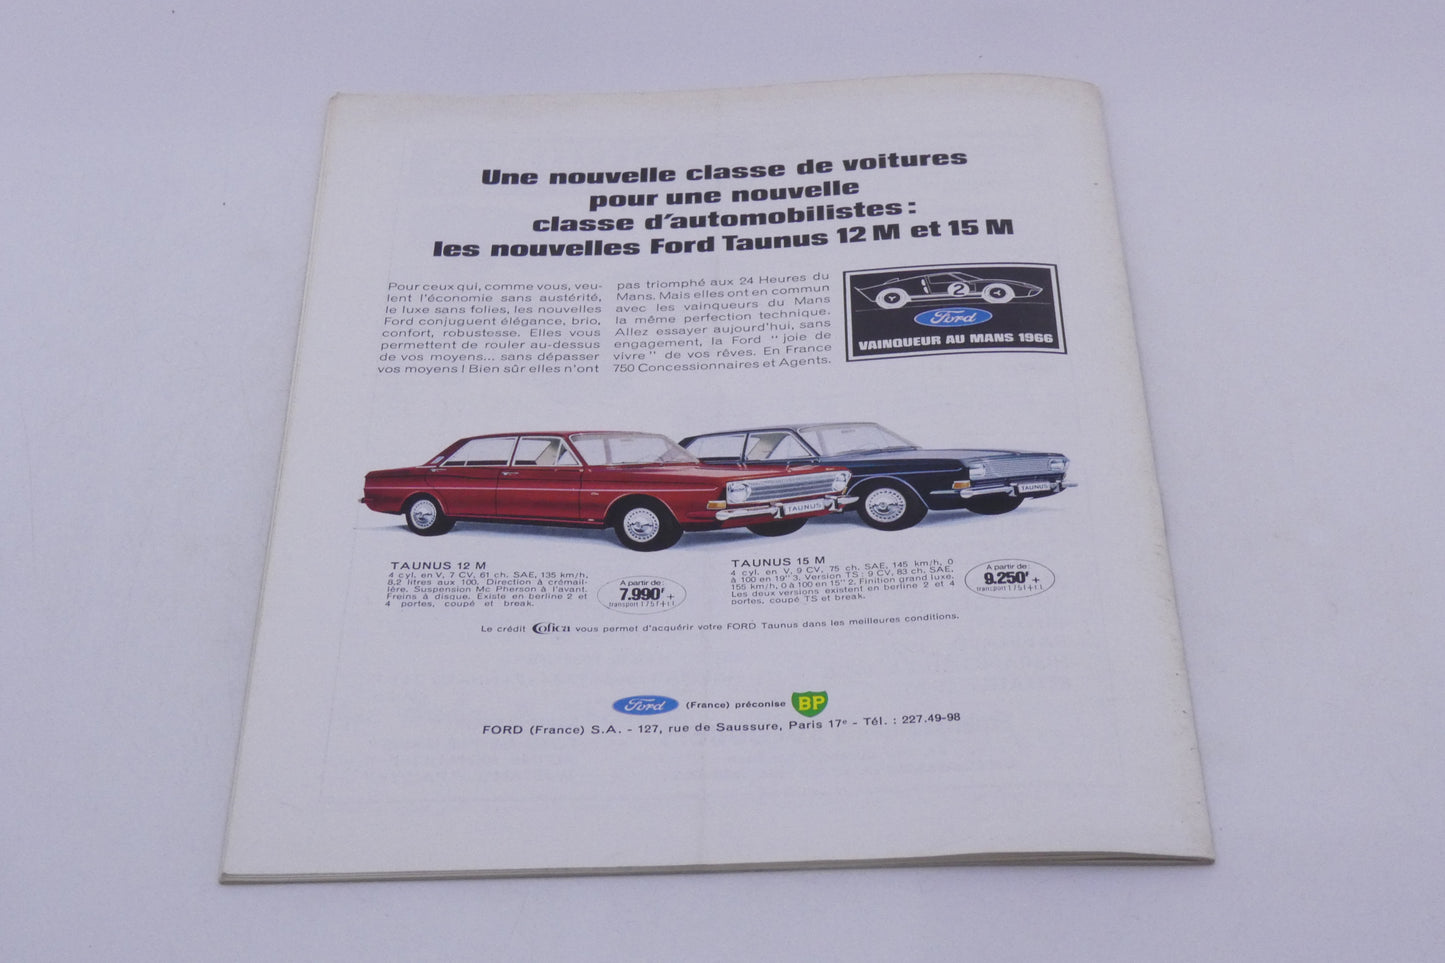 Une nouvelle classe de voitures
pour une nouvelle
classe d'automobilistes :
les nouvelles Ford Taunus 12 M et 15 M
Pour ceux qui, comme vous, veu-
lent l'économie sans austérité,
le luxe sans folies, les nouvelles
Ford conjuguent élégance, brio,
confort, robustesse. Elles vous
permettent de rouler au-dessus
de vos moyens... sans dépasser
vos moyens ! Bien sûr elles n'ont
pas triomphé aux 24 Heures du
Mans. Mais elles ont en commun
avec les vainqueurs du Mans
la même perfection technique.
Allez essayer aujourd'hui, sans
engagement, la Ford "joie de
vivre" de vos rêves. En France
750 Concessionnaires et Agents.
2
Ford
VAINQUEUR AU MANS 1966
TAUNUS
TAUNUS
TAUNUS 12 M
4 cyl. en V, 7 CV, 61 ch. SAE, 135 km/h,
8,2 litres aux 100. Direction à crémail-
lère. Suspension Mc Pherson à l'avant.
Freins à disque. Existe en berline 2 et
4 portes, coupé et break.
A partir de :
7.990F +
transport 175 f + t.t
TAUNUS 15 M
4 cyl. en V, 9 CV, 75 ch. SAE, 145 km/h, 0
à 100 en 19" 3. Version TS : 9 CV, 83 ch. SAE,
155 km/h, 0 à 100 en 15" 2. Finition grand luxe.
Les deux versions existent en berline 2 et 4
portes, coupé TS et break.
A partir de :
9.250F +
transport 175 f + t.t
Le crédit Cofica vous permet d'acquérir votre FORD Taunus dans les meilleures conditions.
Ford (France) préconise BP
FORD (France) S.A. - 127, rue de Saussure, Paris 17e - Tél. : 227.49-98